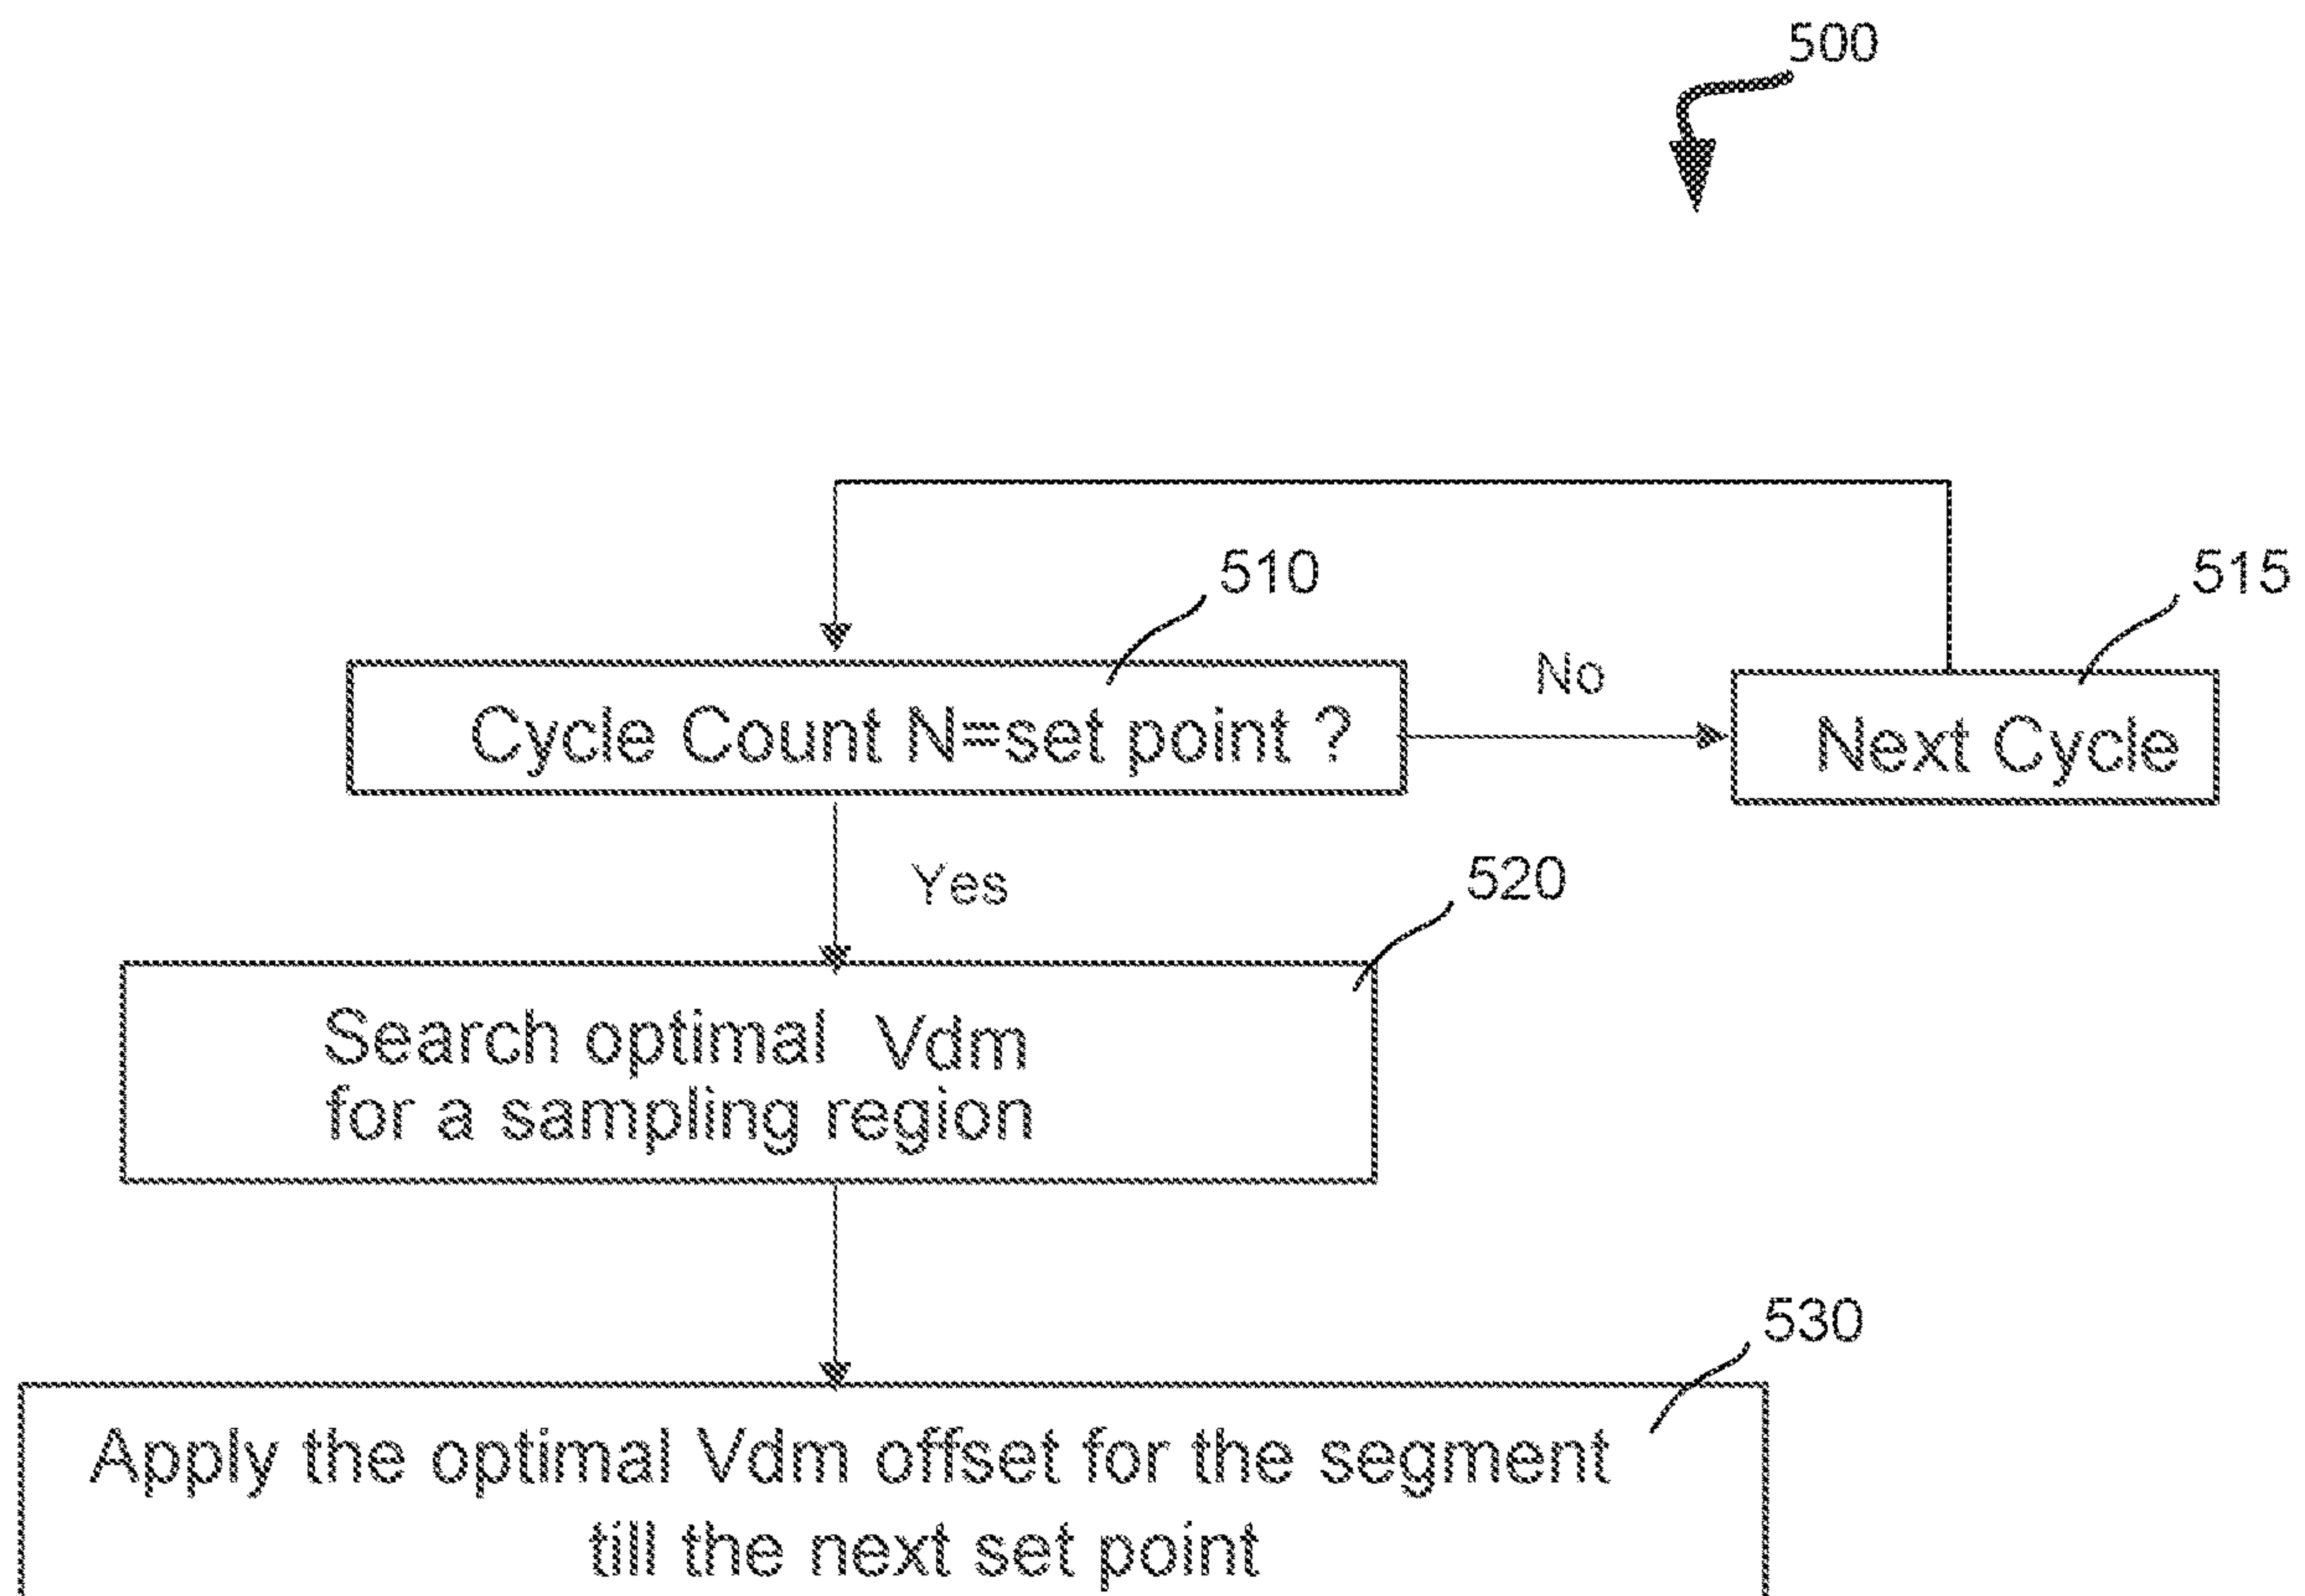 500
510
515
Cycle Count N=set point ?
No
Next Cycle
Yes
520
Search optimal Vdm
for a sampling region
530
Apply the optimal Vdm offset for the segment
till the next set point